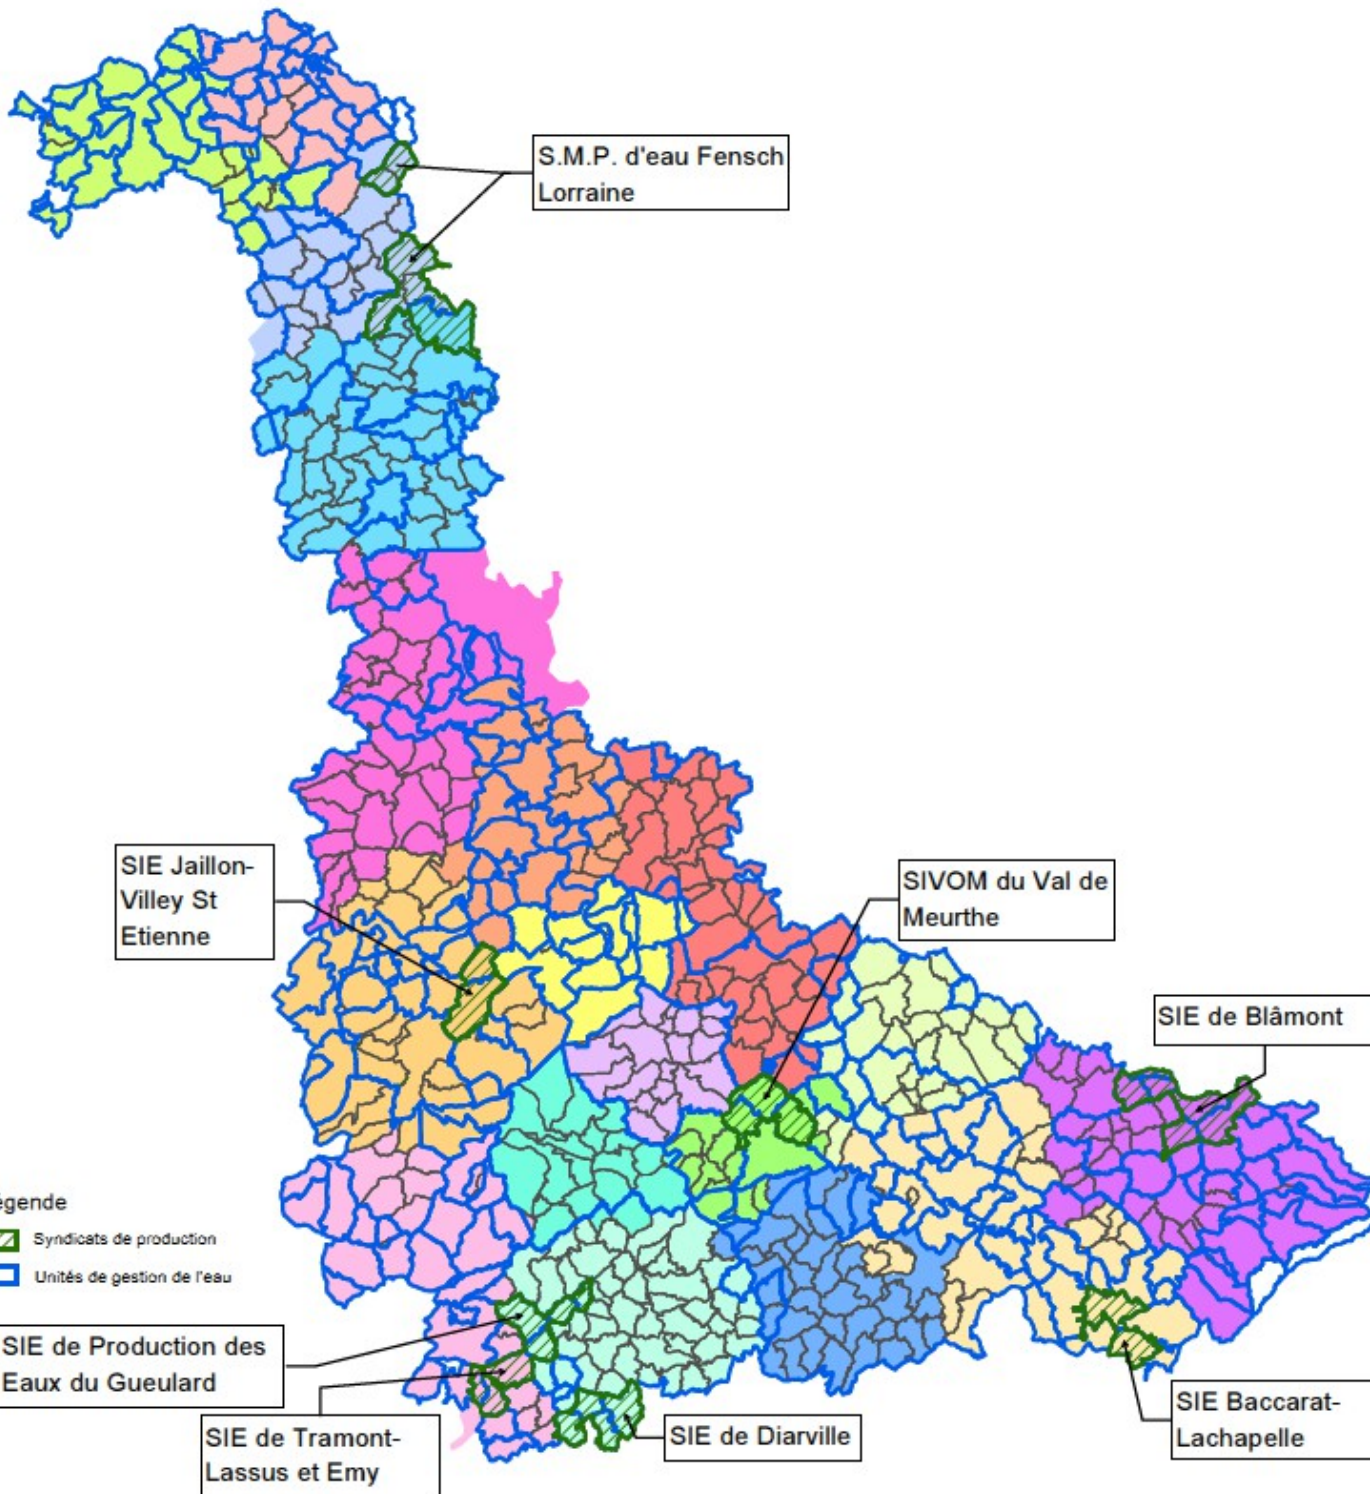 S.M.P. d'eau Fensch
Lorraine
SIE Jaillon-
Villey St
Etienne
SIVOM du Val de
Meurthe
SIE de Blâmont
égende
Syndicats de production
Unités de gestion de l'eau
SIE de Production des
Eaux du Gueulard
SIE de Tramont-
Lassus et Emy
SIE de Diarville
SIE Baccarat-
Lachapelle